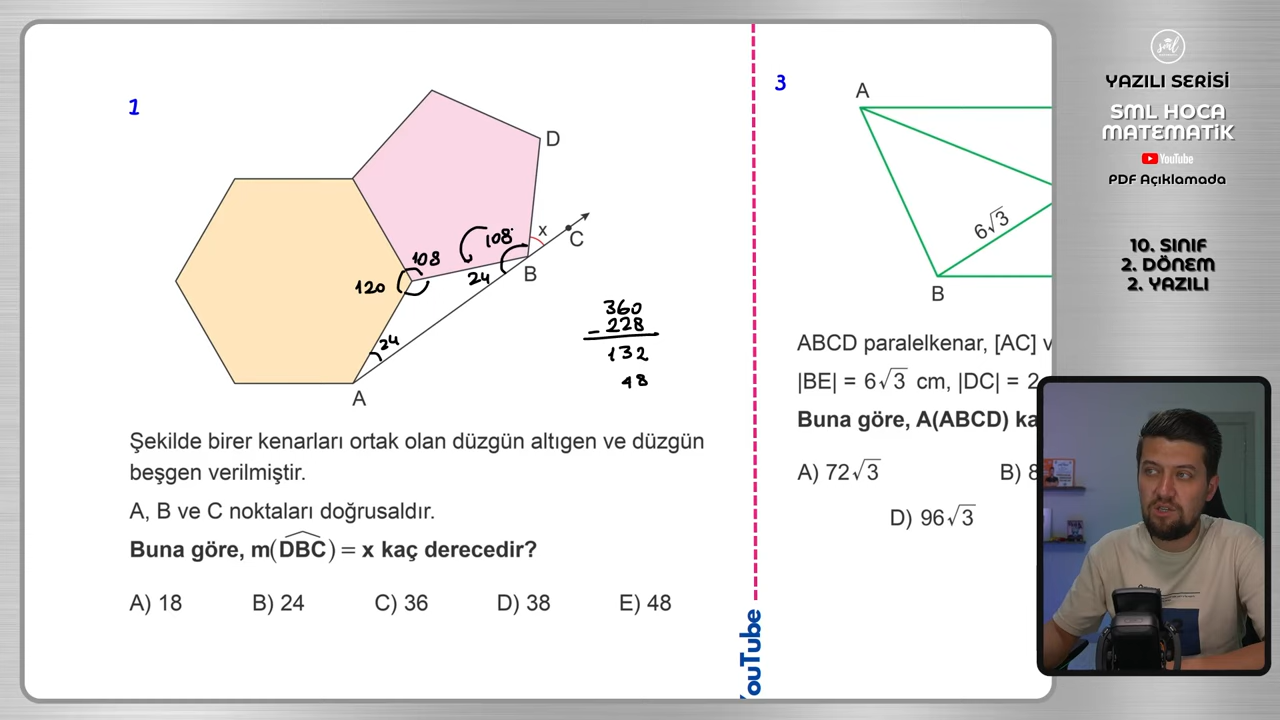 1
D
x
C
B
108
108
120
24
24
A
360
- 228
132
48
Şekilde birer kenarları ortak olan düzgün altıgen ve düzgün
beşgen verilmiştir.
A, B ve C noktaları doğrusaldır.
Buna göre, m(DBC) = x kaç derecedir?
A) 18 B) 24 C) 36 D) 38 E) 48
YouTube
3
A
6√3
B
ABCD paralelkenar, [AC] v
|BE| = 6√3 cm, |DC| = 2
Buna göre, A(ABCD) ka
A) 72√3 B) 8
D) 96√3
sml
YAZILI SERİSİ
SML HOCA
MATEMATİK
YouTube
PDF Açıklamada
10. SINIF
2. DÖNEM
2. YAZILI